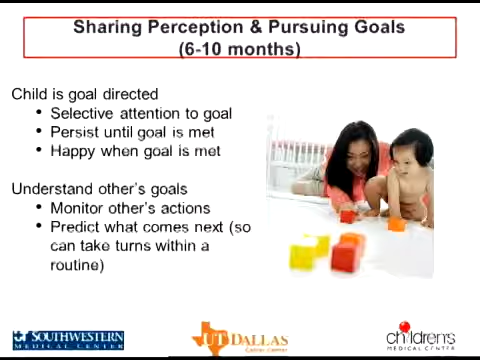 Sharing Perception & Pursuing Goals
(6-10 months)
Child is goal directed
• Selective attention to goal
• Persist until goal is met
• Happy when goal is met
Understand other's goals
• Monitor other's actions
• Predict what comes next (so
can take turns within a
routine)
SOUTHWESTERN
MEDICAL CENTER
UT DALLAS
children's
MEDICAL CENTER